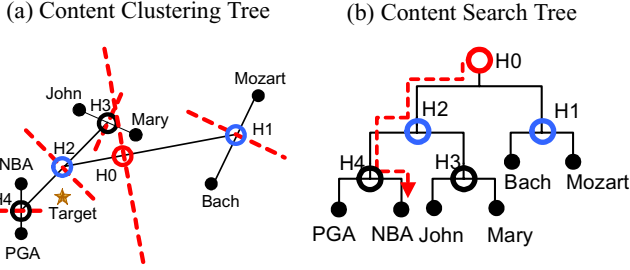 (a) Content Clustering Tree
John
H3
Mary
Mozart
H2
H1
H0
NBA
H4
Target
Bach
PGA
(b) Content Search Tree
H0
H2
H1
H4
H3
Bach
Mozart
PGA
NBA
John
Mary